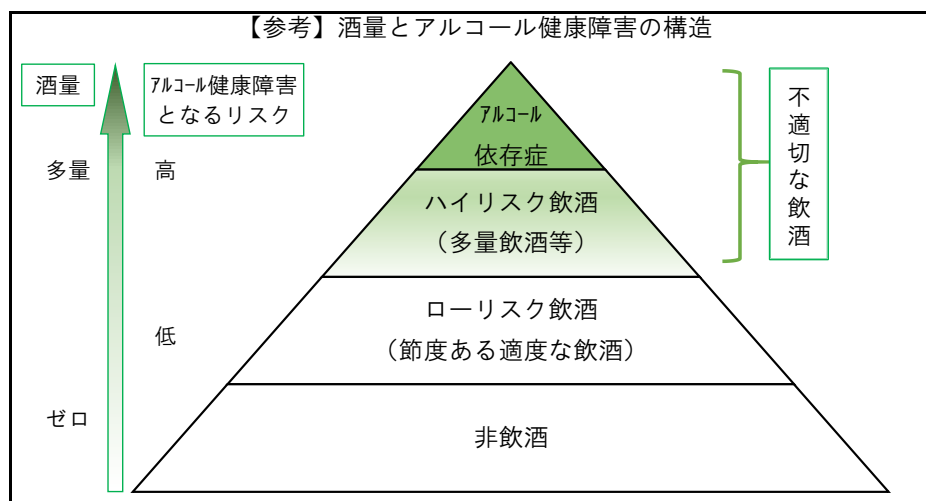 【参考】酒量とアルコール健康障害の構造
酒量
ｱﾙｺｰﾙ健康障害
となるリスク
多量
高
低
ゼロ
ｱﾙｺｰﾙ
依存症
ハイリスク飲酒
（多量飲酒等）
ローリスク飲酒
（節度ある適度な飲酒）
非飲酒
不適切な飲酒